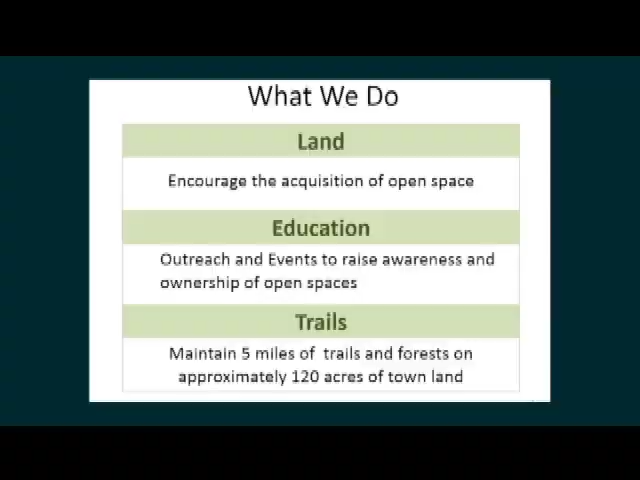 What We Do
Land
Encourage the acquisition of open space
Education
Outreach and Events to raise awareness and
ownership of open spaces
Trails
Maintain 5 miles of trails and forests on
approximately 120 acres of town land